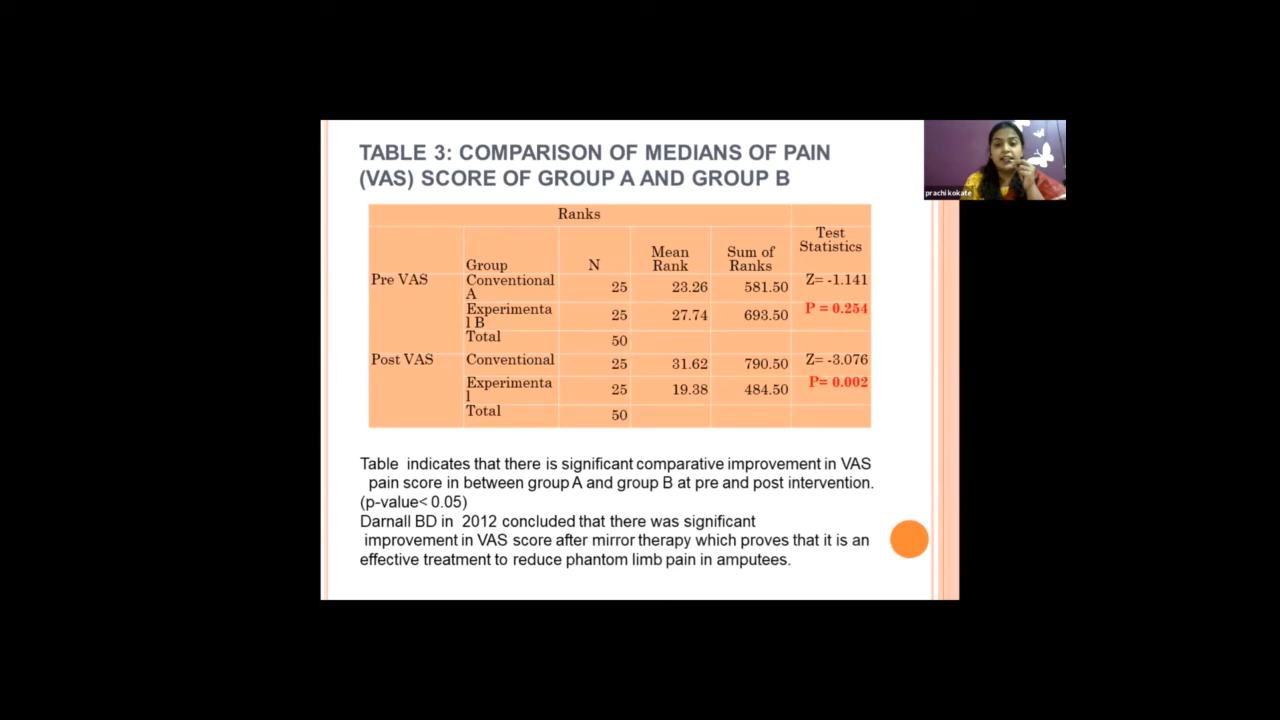 TABLE 3: COMPARISON OF MEDIANS OF PAIN
(VAS) SCORE OF GROUP A AND GROUP B
prachi kokate
Ranks
Group N Mean Rank Sum of Ranks Test Statistics
Pre VAS Conventional A 25 23.26 581.50 Z= -1.141
Experimental B 25 27.74 693.50 P = 0.254
Total 50
Post VAS Conventional 25 31.62 790.50 Z= -3.076
Experimental 25 19.38 484.50 P= 0.002
Total 50
Table indicates that there is significant comparative improvement in VAS
pain score in between group A and group B at pre and post intervention.
(p-value< 0.05)
Darnall BD in 2012 concluded that there was significant
improvement in VAS score after mirror therapy which proves that it is an
effective treatment to reduce phantom limb pain in amputees.